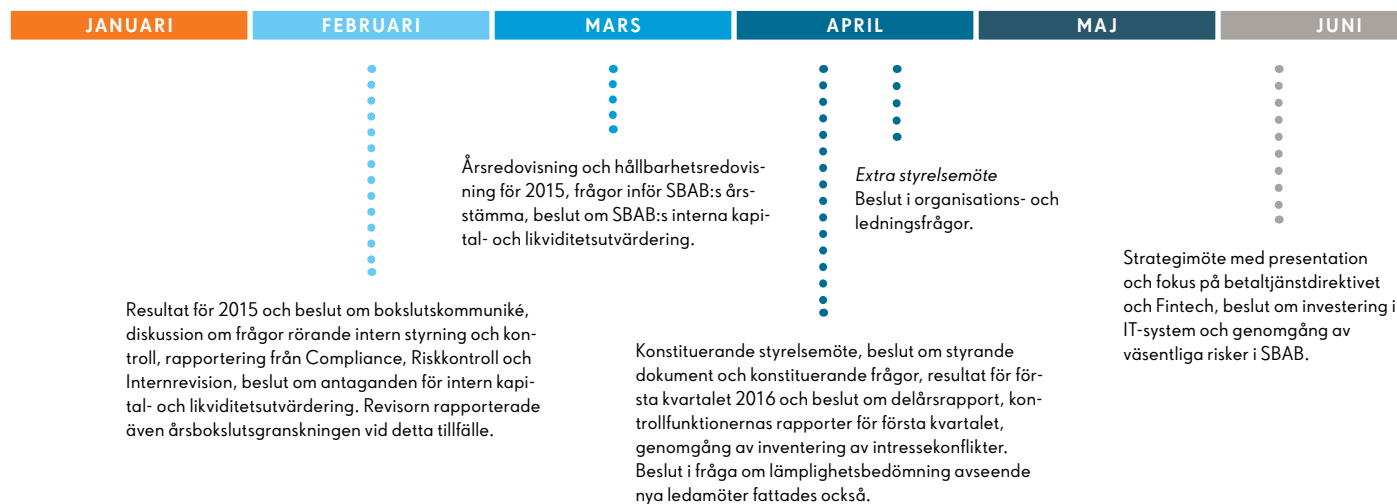 JANUARI
FEBRUARI
MARS
APRIL
MAJ
JUNI
Resultat för 2015 och beslut om bokslutskommuniké,
diskussion om frågor rörande intern styrning och kon-
troll, rapportering från Compliance, Riskkontroll och
Internrevision, beslut om antaganden för intern kapi-
tal- och likviditetsutvärdering. Revisorn rapporterade
även årsbokslutsgranskningen vid detta tillfälle.
Årsredovisning och hållbarhetsredovis-
ning för 2015, frågor inför SBAB:s års-
stämma, beslut om SBAB:s interna kapi-
tal- och likviditetsutvärdering.
Konstituerande styrelsemöte, beslut om styrande
dokument och konstituerande frågor, resultat för för-
sta kvartalet 2016 och beslut om delårsrapport, kon-
trollfunktionernas rapporter för första kvartalet,
genomgång av inventering av intressekonflikter.
Beslut i fråga om lämplighetsbedömning avseende
nya ledamöter fattades också.
Extra styrelsemöte
Beslut i organisations- och
ledningsfrågor.
Strategimöte med presentation
och fokus på betaltjänstdirektivet
och Fintech, beslut om investering i
IT-system och genomgång av
väsentliga risker i SBAB.